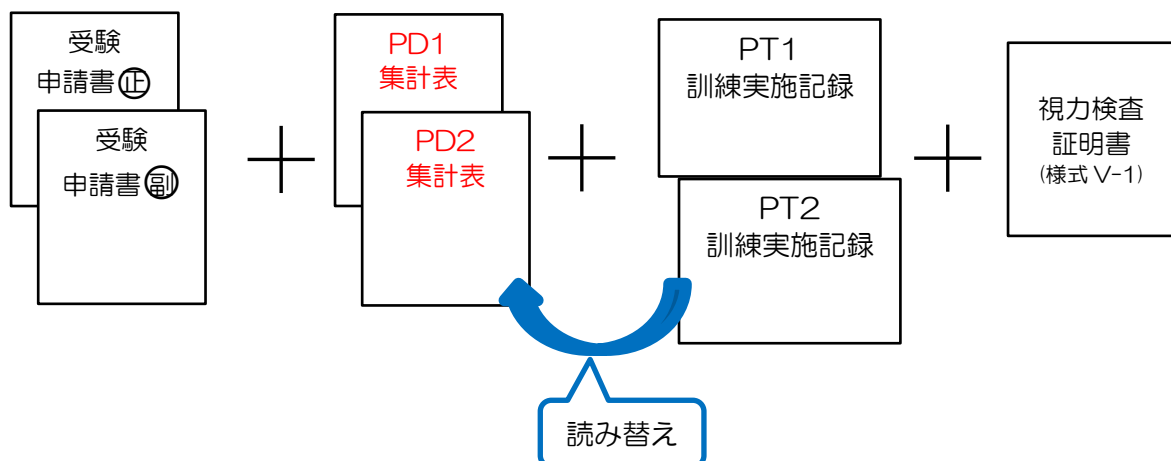 受験
申請書㊣
受験
申請書副
PD1
集計表
PD2
集計表
PT1
訓練実施記録
PT2
訓練実施記録
視力検査
証明書
(様式 V-1)
読み替え